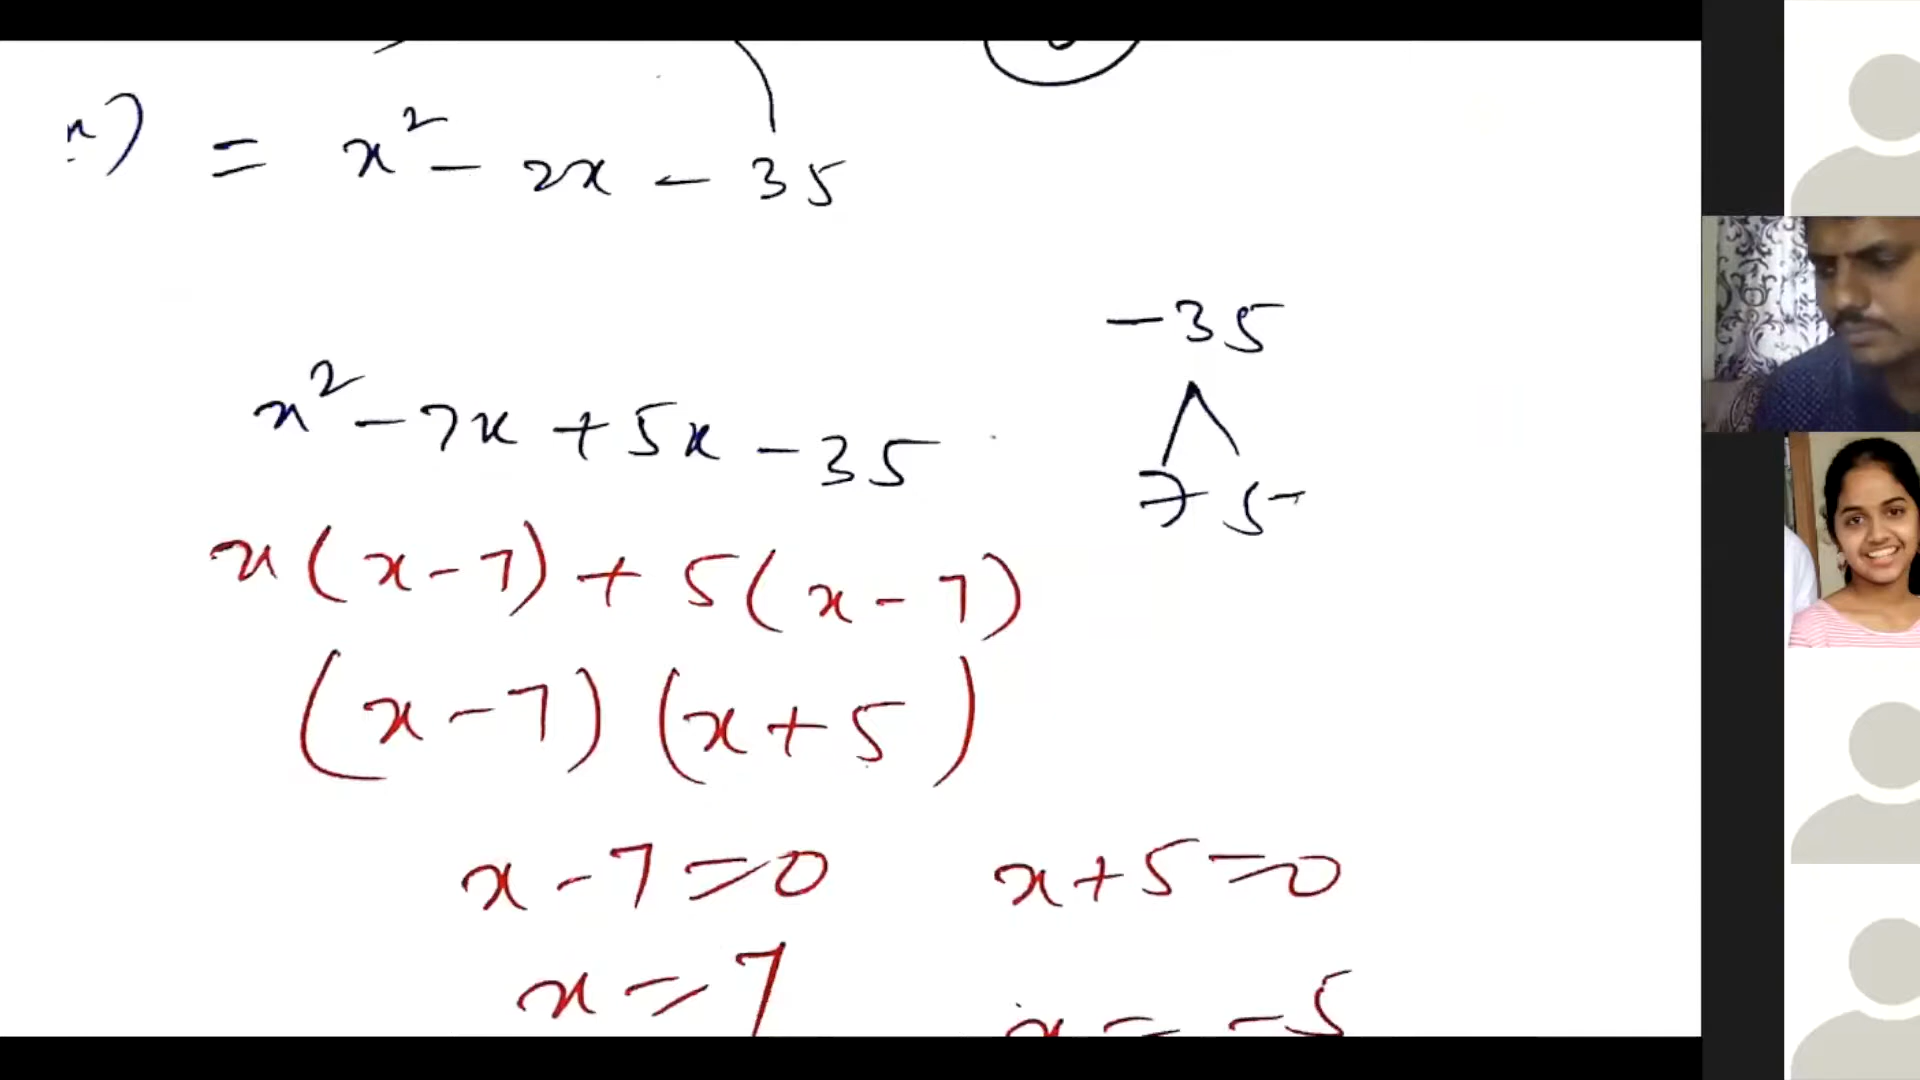 x) = x² - 2x - 35
-35
x² - 7x + 5x - 35
7 5
x(x-7) + 5(x-7)
(x-7) (x+5)
x-7=0 x+5=0
x=7 x=-5